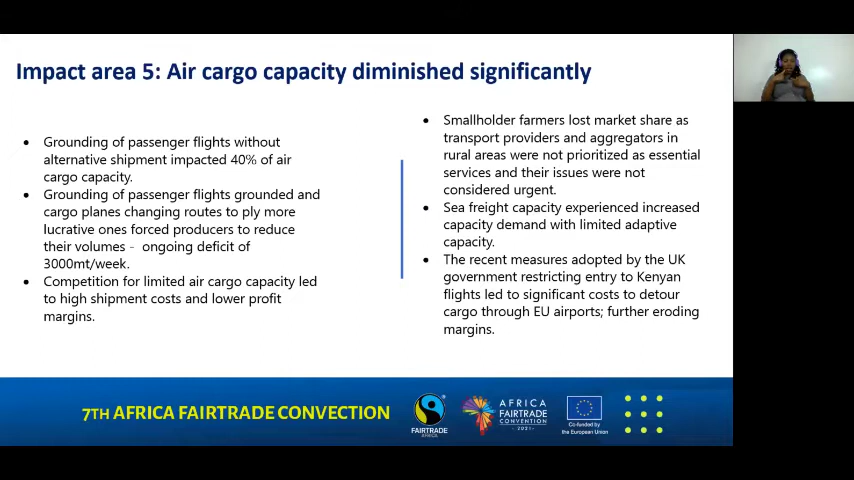 Impact area 5: Air cargo capacity diminished significantly
• Grounding of passenger flights without
alternative shipment impacted 40% of air
cargo capacity.
• Grounding of passenger flights grounded and
cargo planes changing routes to ply more
lucrative ones forced producers to reduce
their volumes - ongoing deficit of
3000mt/week.
• Competition for limited air cargo capacity led
to high shipment costs and lower profit
margins.
• Smallholder farmers lost market share as
transport providers and aggregators in
rural areas were not prioritized as essential
services and their issues were not
considered urgent.
• Sea freight capacity experienced increased
capacity demand with limited adaptive
capacity.
• The recent measures adopted by the UK
government restricting entry to Kenyan
flights led to significant costs to detour
cargo through EU airports; further eroding
margins.
7TH AFRICA FAIRTRADE CONVECTION
FAIRTRADE
AFRICA
AFRICA
FAIRTRADE
CONVENTION
- 2021 -
Co-funded by
the European Union